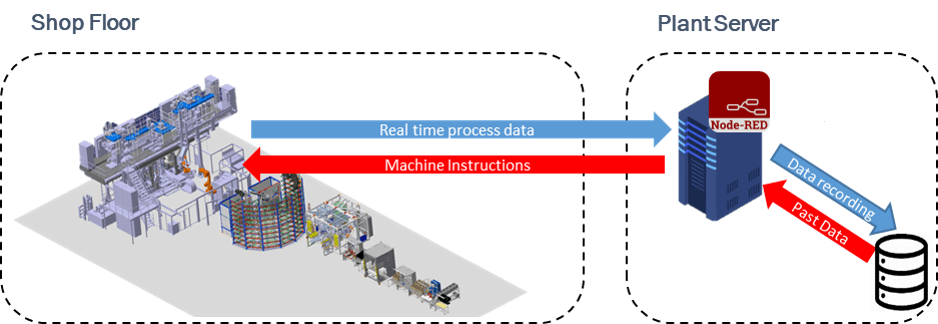 Shop Floor
Plant Server
Node-RED
Real time process data
Machine Instructions
Data recording
Past Data